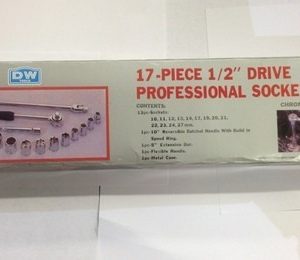 DW
17-PIECE 1/2" DRIVE
PROFESSIONAL SOCKE
CONTENTS:
CHROM
12pc-Sockets:
10, 11, 12, 13, 14, 17, 19, 20, 21,
22, 23, 24, 27 mm.
1pc-10" Reversible Ratchet Handle With Build in
Speed Ring.
1pc-5" Extension Bar.
1pc-Flexible Handle.
1pc-Metal Case.